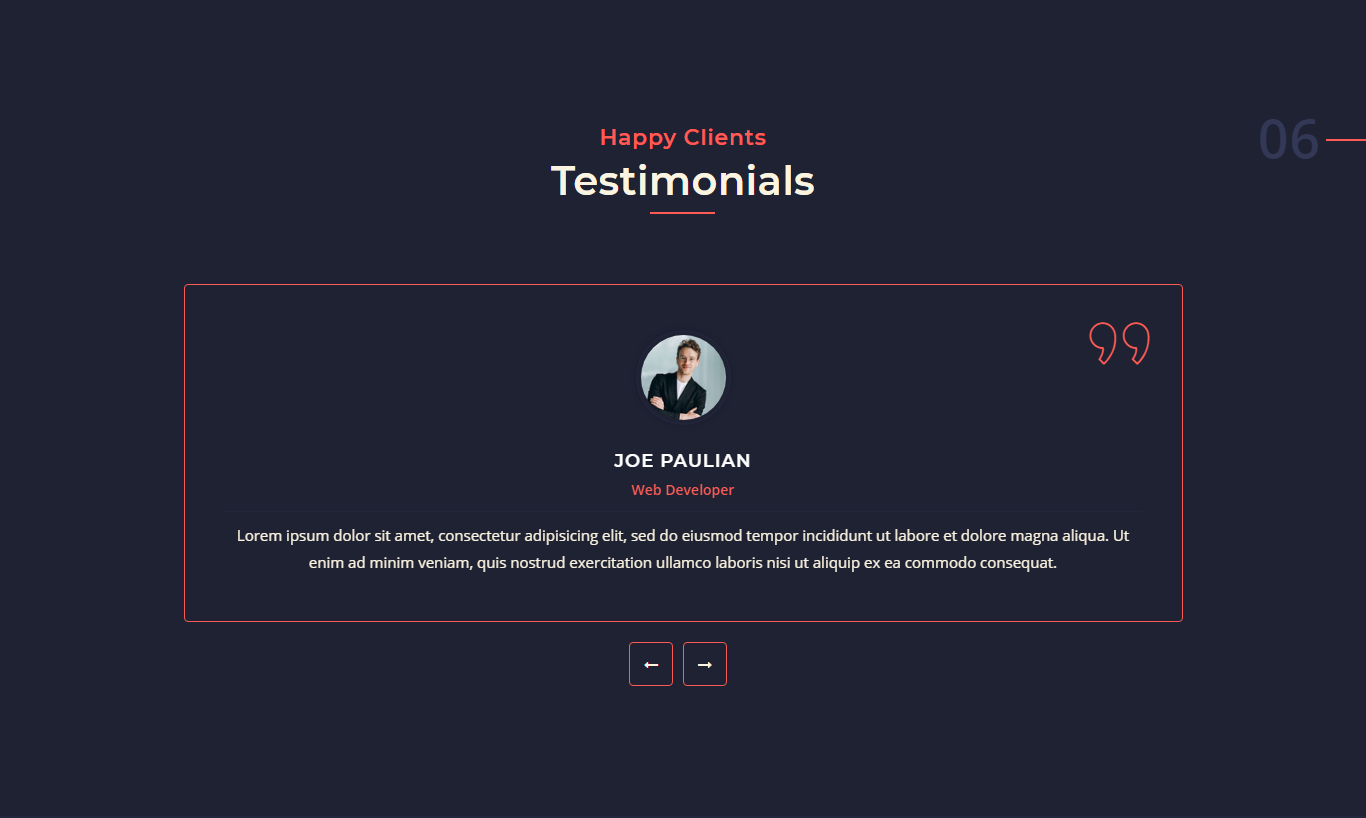 Happy Clients
06
Testimonials
JOE PAULIAN
Web Developer
Lorem ipsum dolor sit amet, consectetur adipisicing elit, sed do eiusmod tempor incididunt ut labore et dolore magna aliqua. Ut
enim ad minim veniam, quis nostrud exercitation ullamco laboris nisi ut aliquip ex ea commodo consequat.